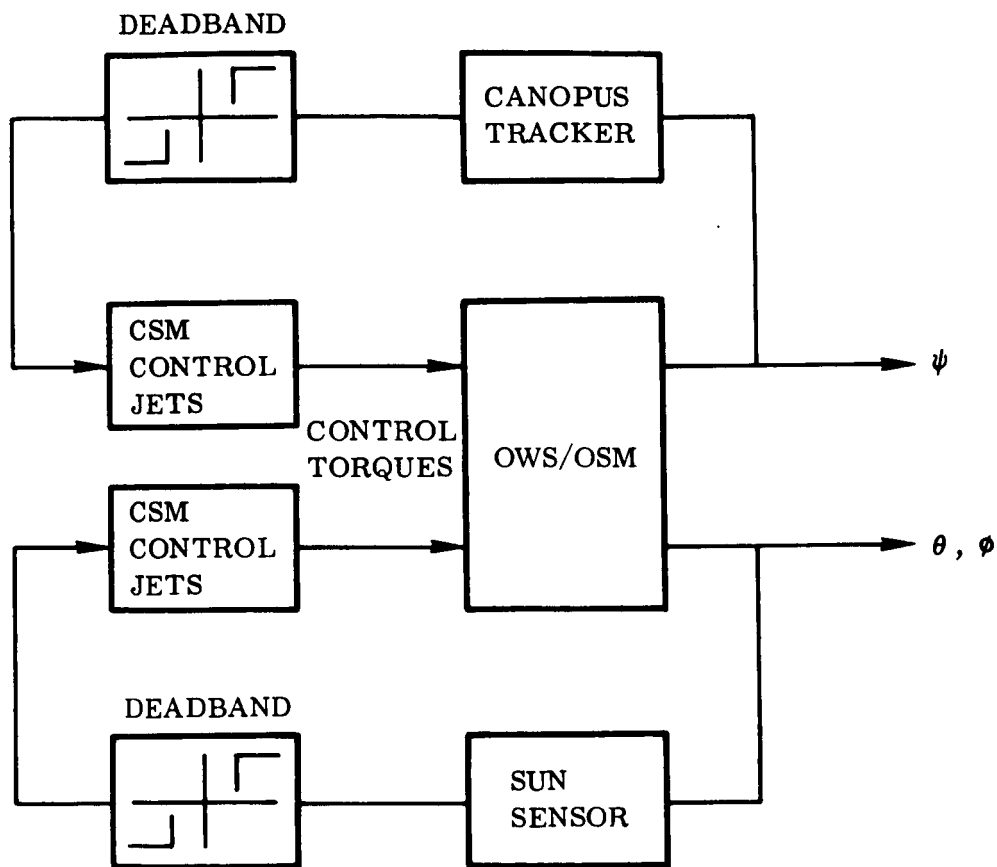 DEADBAND
CANOPUS
TRACKER
CSM
CONTROL
JETS
CONTROL
TORQUES
OWS/OSM
ψ
CSM
CONTROL
JETS
θ, φ
DEADBAND
SUN
SENSOR